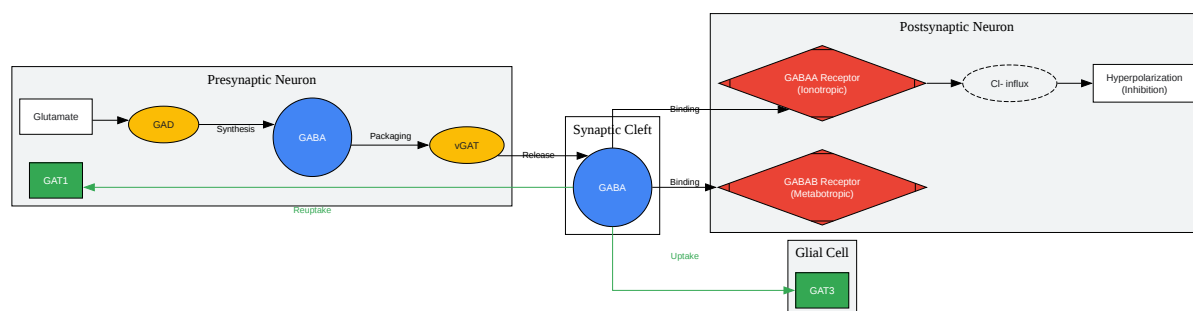 Presynaptic Neuron
Glutamate
GAD
Synthesis
GABA
Packaging
vGAT
Release
GAT1
Reuptake
Synaptic Cleft
GABA
Binding
Binding
Uptake
Postsynaptic Neuron
GABAA Receptor
(Ionotropic)
Cl- influx
Hyperpolarization
(Inhibition)
GABAB Receptor
(Metabotropic)
Glial Cell
GAT3